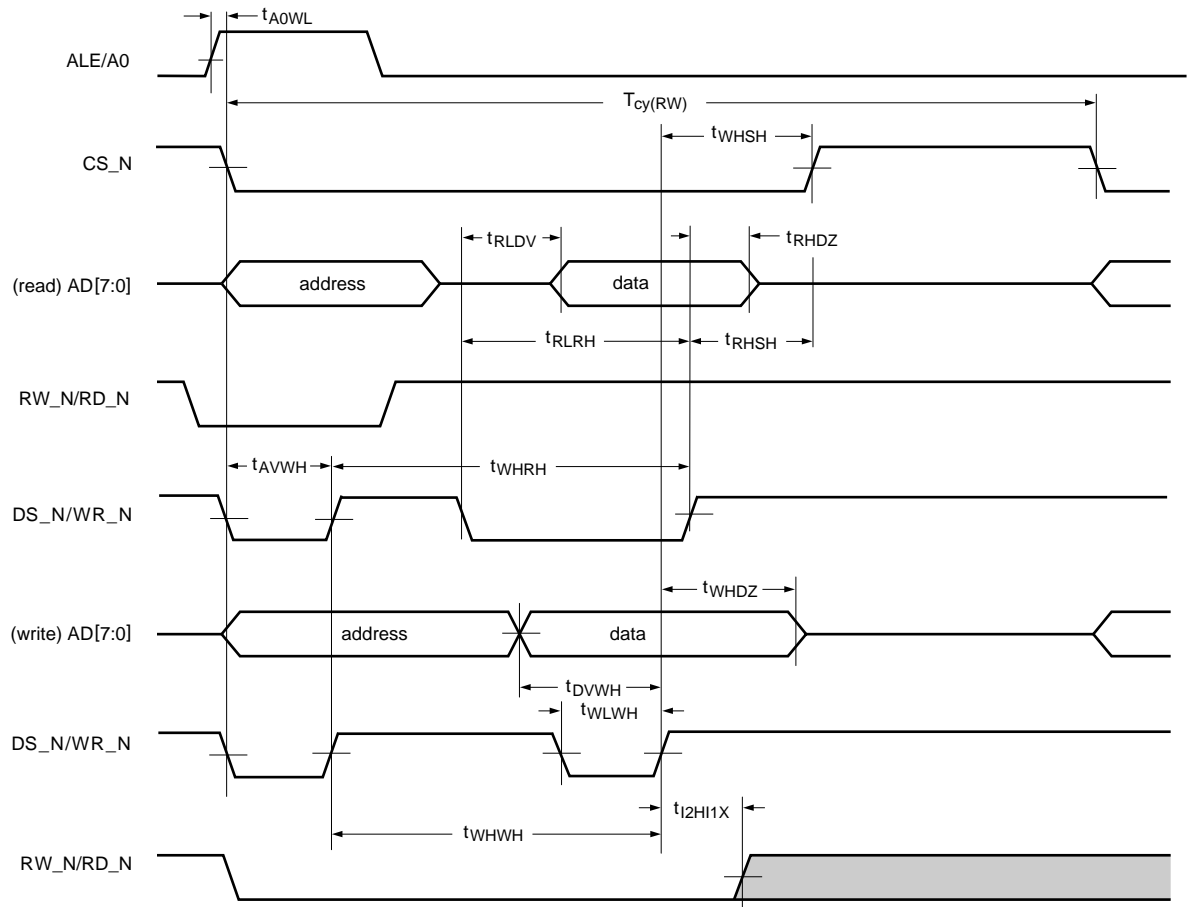 tA0WL
ALE/A0
Tcy(RW)
tWHSH
CS_N
tRLDV
tRHDZ
(read) AD[7:0]
address
data
tRLRH
tRHSH
RW_N/RD_N
tAVWH
tWHRH
DS_N/WR_N
tWHDZ
(write) AD[7:0]
address
data
tDVWH
tWLWH
DS_N/WR_N
tI2HI1X
tWHWH
RW_N/RD_N